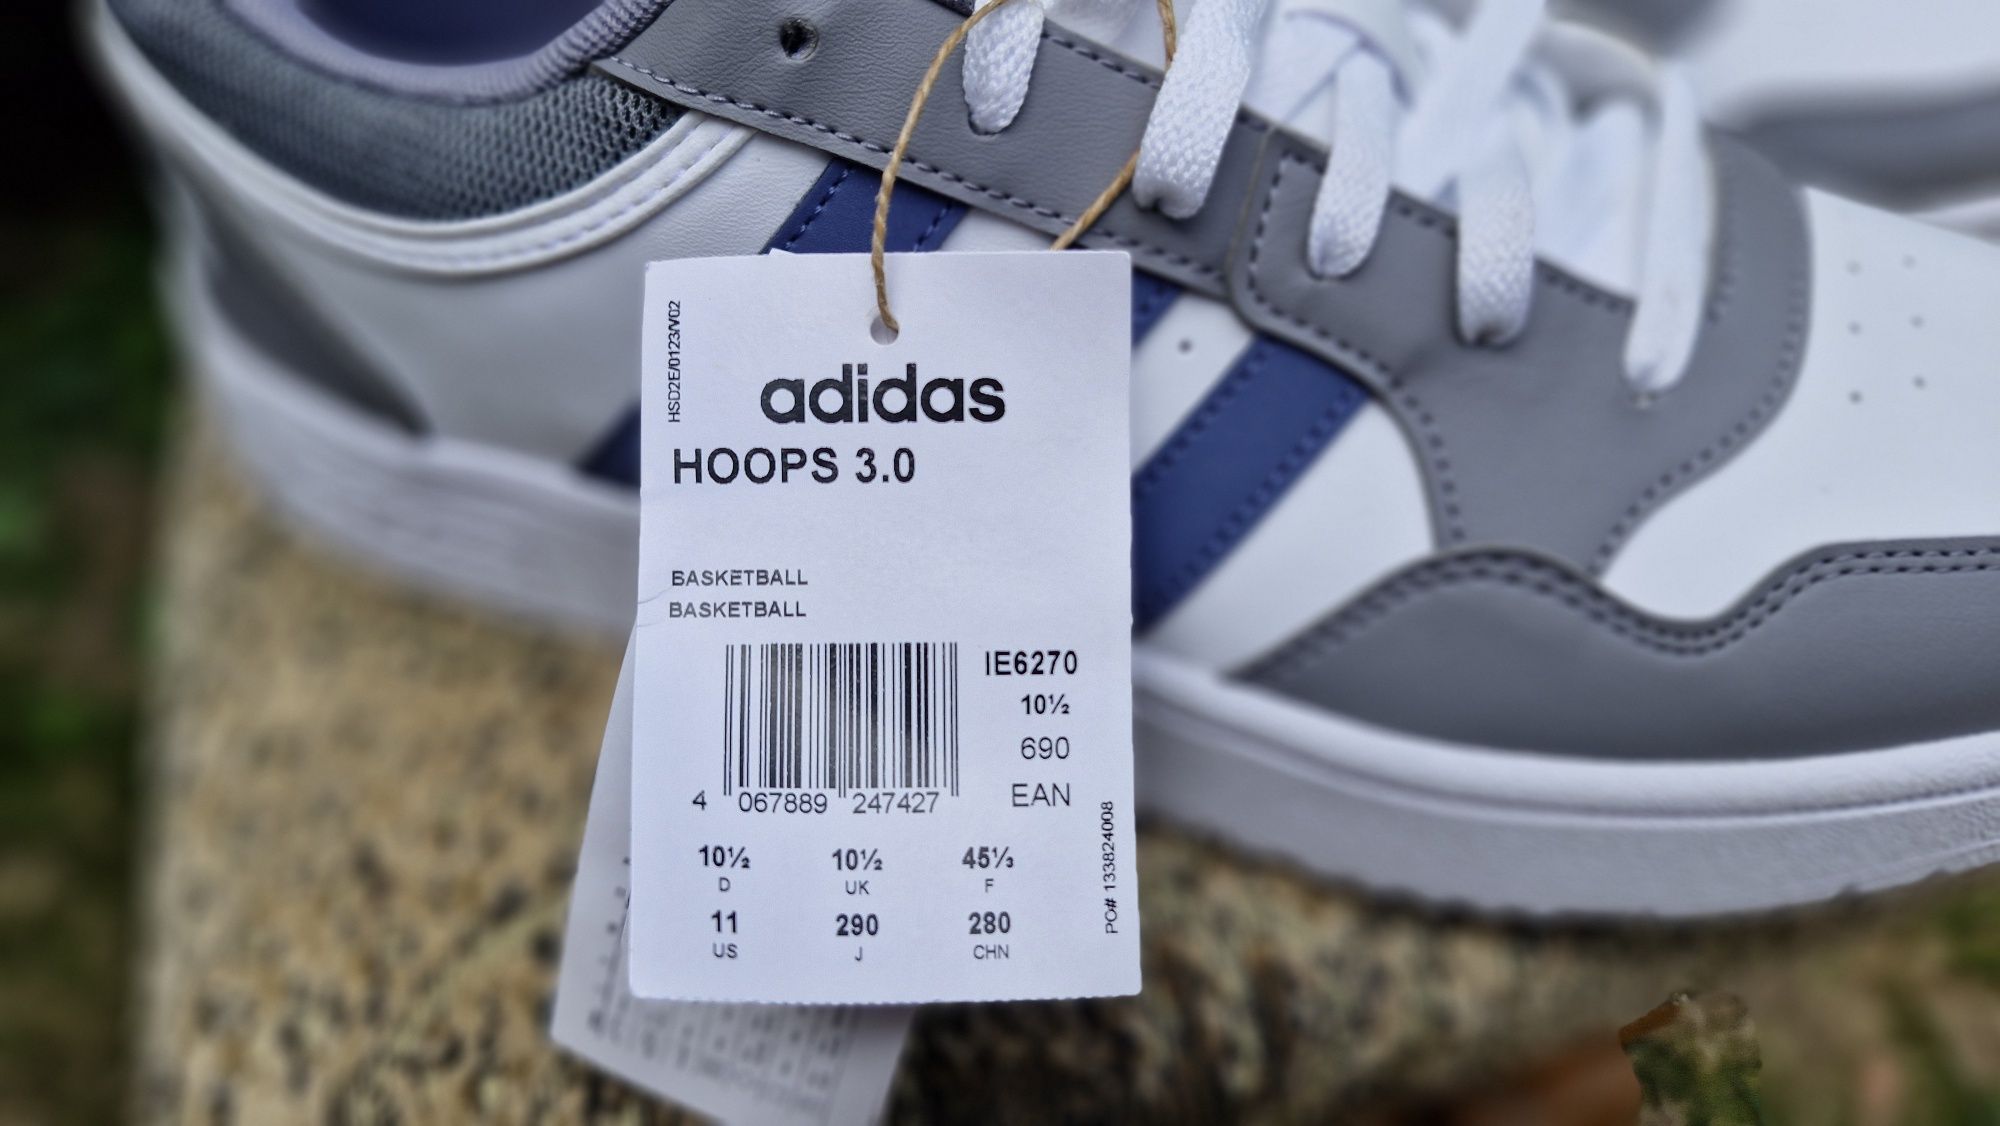 HSD2E/0123/V02
adidas
HOOPS 3.0
BASKETBALL
BASKETBALL
IE6270
10½
690
EAN
4 067889 247427
10½ 10½ 45⅓
D UK F
11 290 280
US J CHN
PO# 133824008